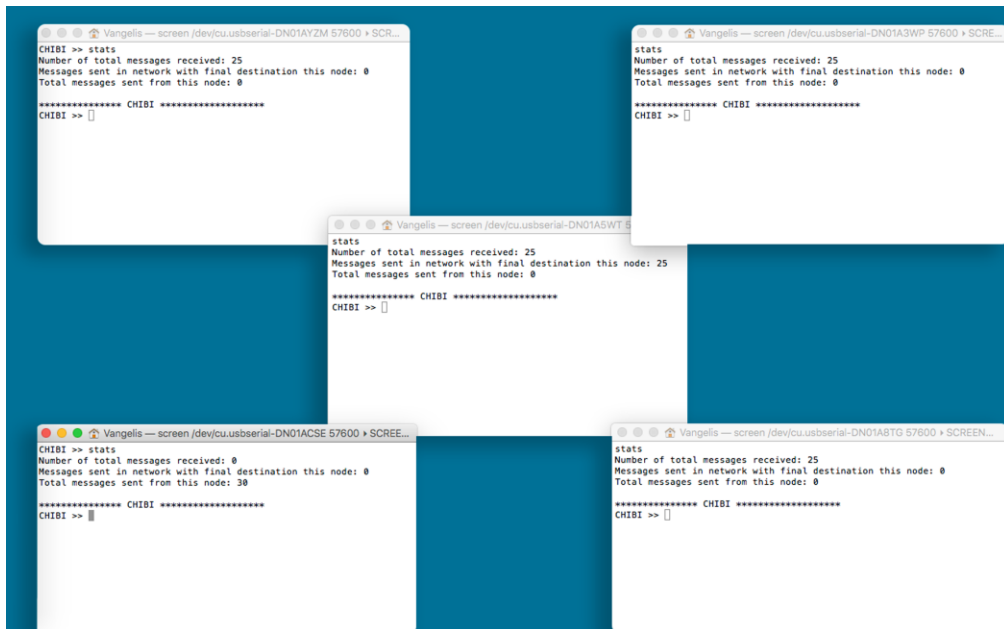 Vangelis — screen /dev/cu.usbserial-DN01AYZM 57600 ▸ SCR...
CHIBI >> stats
Number of total messages received: 25
Messages sent in network with final destination this node: 0
Total messages sent from this node: 0
*************** CHIBI *******************
CHIBI >>
Vangelis — screen /dev/cu.usbserial-DN01A3WP 57600 ▸ SCRE...
stats
Number of total messages received: 25
Messages sent in network with final destination this node: 0
Total messages sent from this node: 0
*************** CHIBI *******************
CHIBI >>
Vangelis — screen /dev/cu.usbserial-DN01A5WT 5
stats
Number of total messages received: 25
Messages sent in network with final destination this node: 25
Total messages sent from this node: 0
*************** CHIBI *******************
CHIBI >>
Vangelis — screen /dev/cu.usbserial-DN01ACSE 57600 ▸ SCREE...
CHIBI >> stats
Number of total messages received: 0
Messages sent in network with final destination this node: 0
Total messages sent from this node: 30
*************** CHIBI *******************
CHIBI >>
Vangelis — screen /dev/cu.usbserial-DN01A8TG 57600 ▸ SCREEN...
stats
Number of total messages received: 25
Messages sent in network with final destination this node: 0
Total messages sent from this node: 0
*************** CHIBI *******************
CHIBI >>